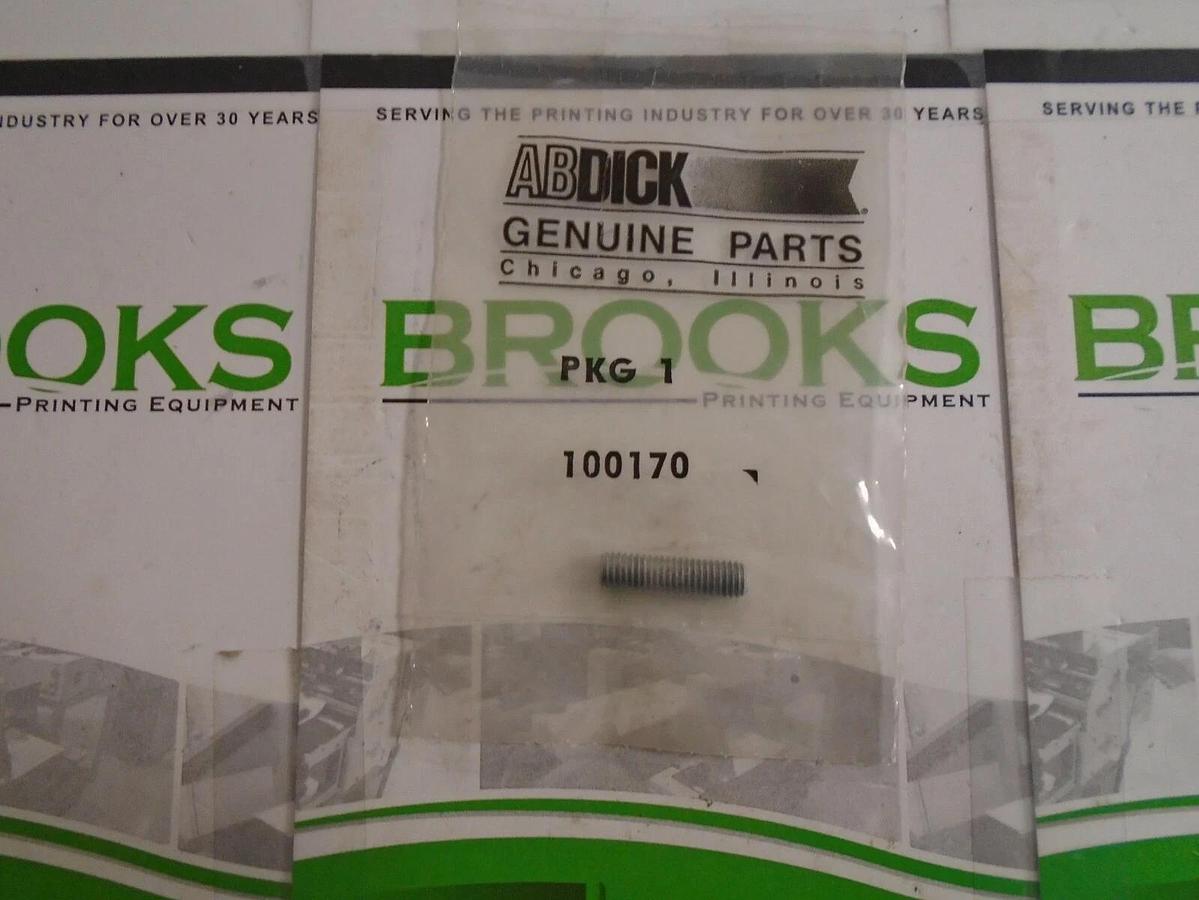 NDUSTRY FOR OVER 30 YEARS
SERVING THE PRINTING INDUSTRY FOR OVER 30 YEARS
SERVING THE
ABDICK
GENUINE PARTS
Chicago, Illinois
OOKS
PRINTING EQUIPMENT
BROOKS
PRINTING EQUIPMENT
BR
PKG 1
100170